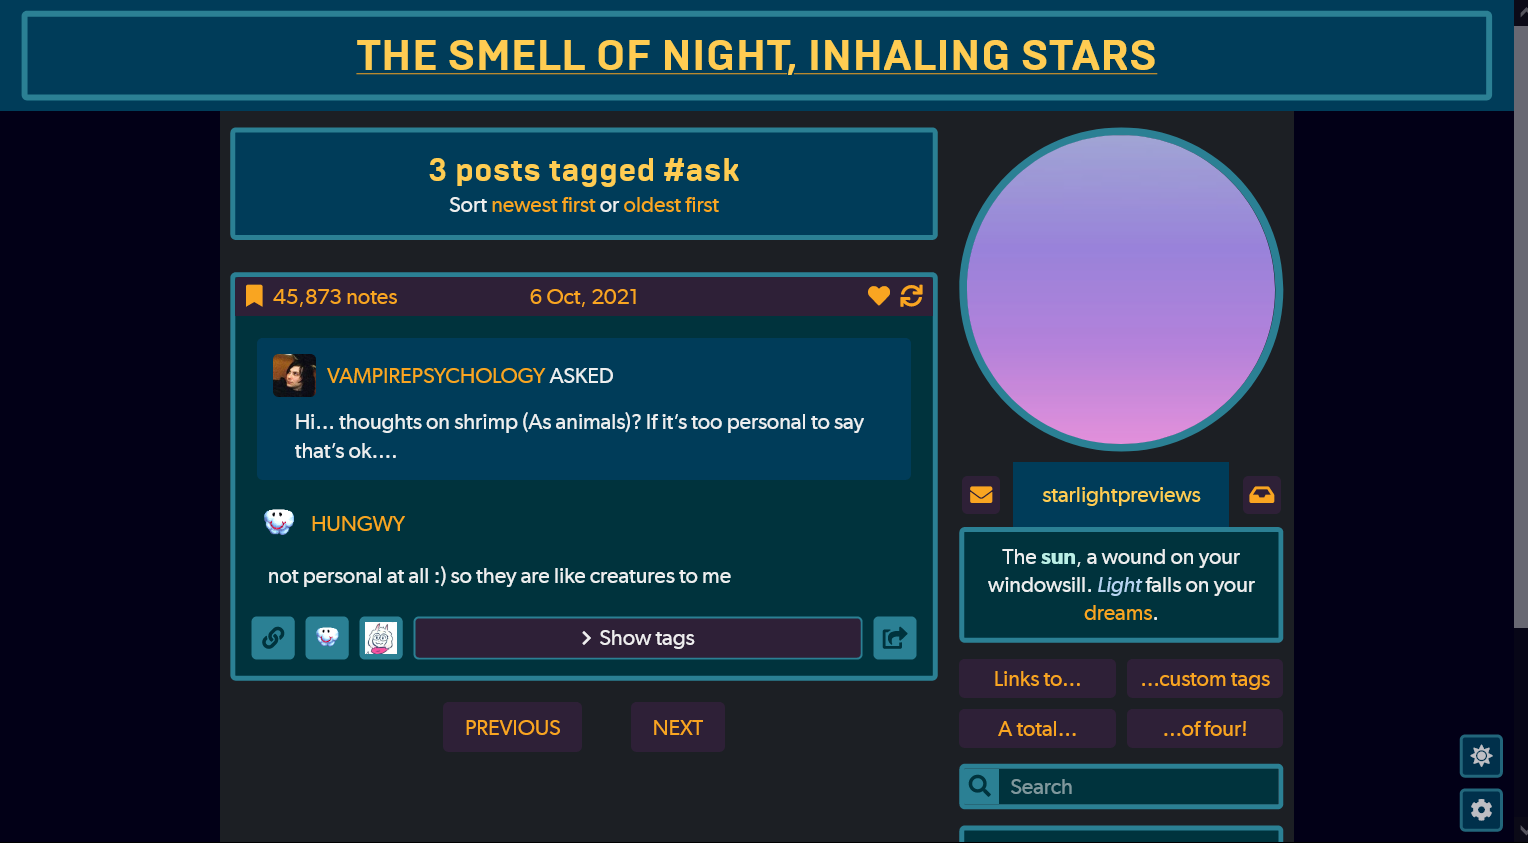 THE SMELL OF NIGHT, INHALING STARS
3 posts tagged #ask
Sort newest first or oldest first
45,873 notes
6 Oct, 2021
VAMPIREPSYCHOLOGY ASKED
Hi... thoughts on shrimp (As animals)? If it's too personal to say
that's ok....
HUNGWY
not personal at all :) so they are like creatures to me
Show tags
PREVIOUS
NEXT
starlightpreviews
The sun, a wound on your
windowsill. Light falls on your
dreams.
Links to...
...custom tags
A total...
...of four!
Search